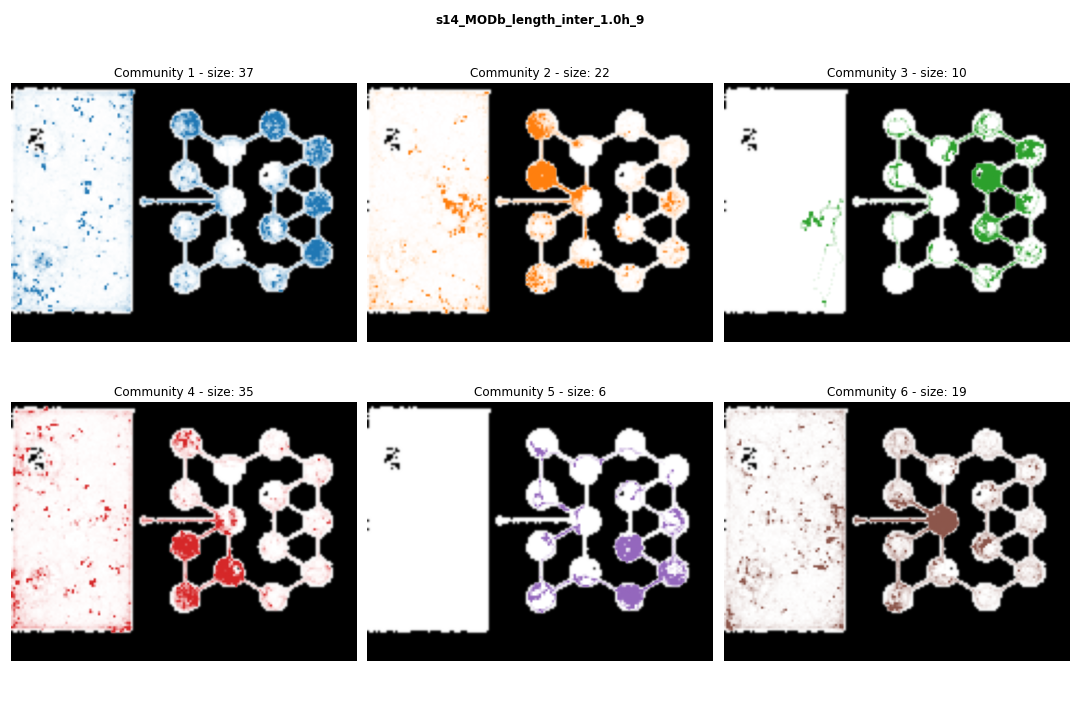 s14_MODb_length_inter_1.0h_9
Community 1 - size: 37
Community 2 - size: 22
Community 3 - size: 10
Community 4 - size: 35
Community 5 - size: 6
Community 6 - size: 19